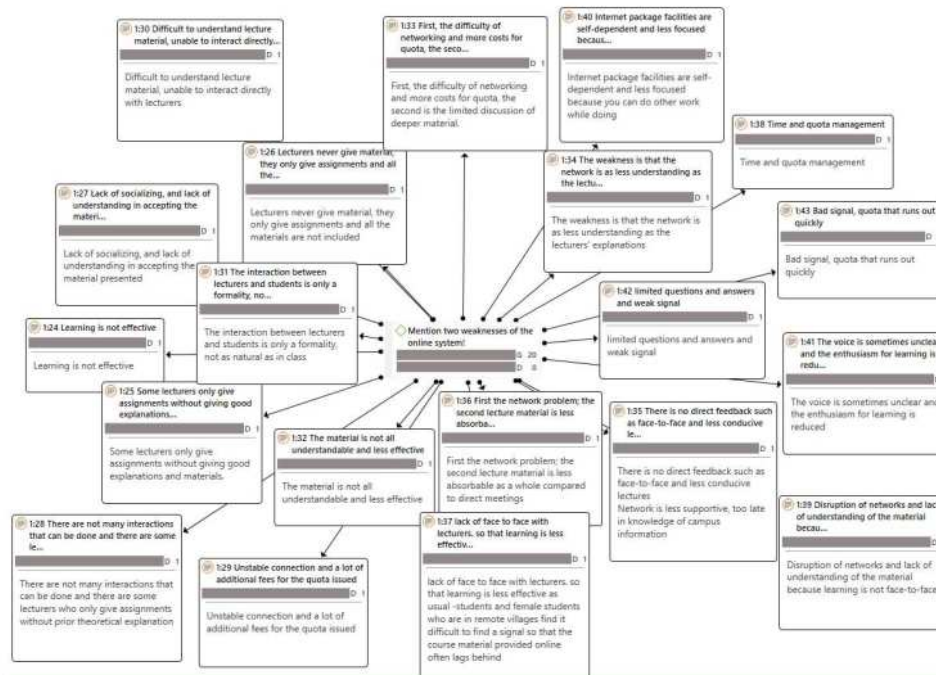 1:30 Difficult to understand lecture
material, unable to interact directly...
D 1
Difficult to understand lecture
material, unable to interact directly
with lecturers
1:33 First, the difficulty of
networking and more costs for
quota, the seco...
D 1
First, the difficulty of networking
and more costs for quota, the
second is the limited discussion of
deeper material.
1:40 Internet package facilities are
self-dependent and less focused
becaus...
D 1
Internet package facilities are self-
dependent and less focused
because you can do other work
while doing
1:38 Time and quota management
D 1
Time and quota management
1:26 Lecturers never give material,
they only give assignments and all
the...
D 1
Lecturers never give material, they
only give assignments and all the
materials are not included
1:34 The weakness is that the
network is as less understanding as
the lectu...
D 1
The weakness is that the network is
as less understanding as the
lecturers' explanations
1:27 Lack of socializing, and lack of
understanding in accepting the
materi...
D 1
Lack of socializing, and lack of
understanding in accepting the
material presented
1:43 Bad signal, quota that runs out
quickly
D
Bad signal, quota that runs out
quickly
1:31 The interaction between
lecturers and students is only a
formality, no...
D 1
The interaction between lecturers
and students is only a formality,
not as natural as in class
1:42 limited questions and answers
and weak signal
D 1
limited questions and answers and
weak signal
1:24 Learning is not effective
D 1
Learning is not effective
Mention two weaknesses of the
online system!
G 20
D 0
1:41 The voice is sometimes unclear
and the enthusiasm for learning is
redu...
D
The voice is sometimes unclear and
the enthusiasm for learning is
reduced
1:25 Some lecturers only give
assignments without giving good
explanations...
D 1
Some lecturers only give
assignments without giving good
explanations and materials.
1:32 The material is not all
understandable and less effective
D 1
The material is not all
understandable and less effective
1:36 First the network problem; the
second lecture material is less
absorba...
D 1
First the network problem; the
second lecture material is less
absorbable as a whole compared
to direct meetings
1:35 There is no direct feedback such
as face-to-face and less conducive
le...
D 1
There is no direct feedback such as
face-to-face and less conducive
lectures
Network is less supportive, too late
in knowledge of campus
information
1:39 Disruption of networks and lack
of understanding of the material
becau...
D
Disruption of networks and lack of
understanding of the material
because learning is not face-to-face
1:28 There are not many interactions
that can be done and there are some
le...
D 1
There are not many interactions that
can be done and there are some
lecturers who only give assignments
without prior theoretical explanation
1:29 Unstable connection and a lot of
additional fees for the quota issued
D 1
Unstable connection and a lot of
additional fees for the quota issued
1:37 lack of face to face with
lecturers. so that learning is less
effectiv...
D 1
lack of face to face with lecturers. so
that learning is less effective as
usual -students and female students
who are in remote villages find it
difficult to find a signal so that the
course material provided online
often lags behind